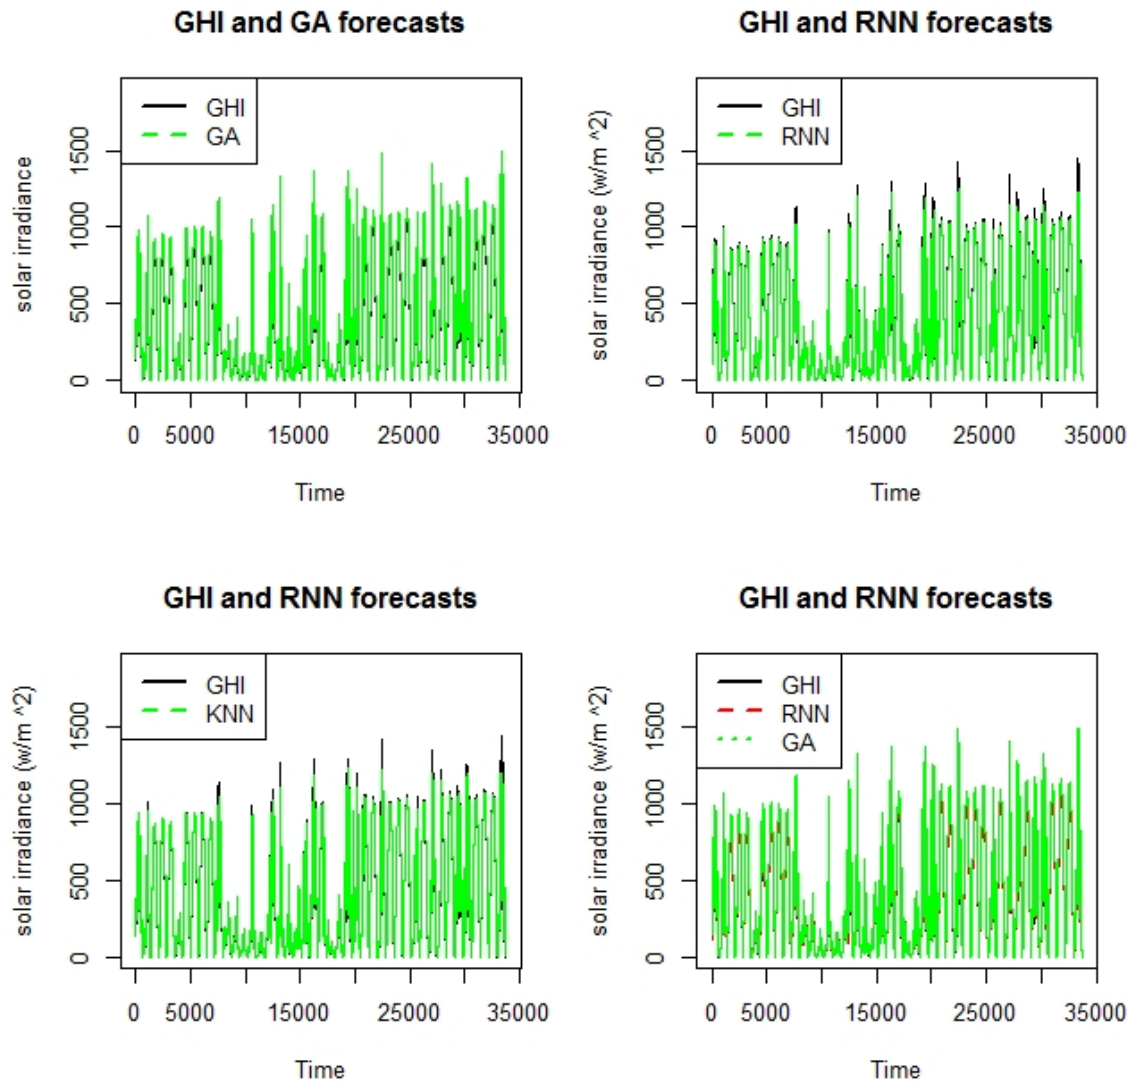 GHI and GA forecasts
GHI
GA
solar irradiance
0 500 1000 1500
0 5000 15000 25000 35000
Time
GHI and RNN forecasts
GHI
RNN
solar irradiance (w/m ^2)
0 500 1000 1500
0 5000 15000 25000 35000
Time
GHI and RNN forecasts
GHI
KNN
solar irradiance (w/m ^2)
0 500 1000 1500
0 5000 15000 25000 35000
Time
GHI and RNN forecasts
GHI
RNN
GA
solar irradiance (w/m ^2)
0 500 1000 1500
0 5000 15000 25000 35000
Time